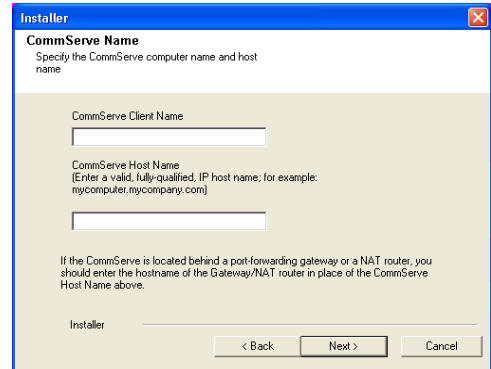 Installer
CommServe Name
Specify the CommServe computer name and host
name
CommServe Client Name
CommServe Host Name
(Enter a valid, fully-qualified, IP host name; for example:
mycomputer.mycompany.com)
If the CommServe is located behind a port-forwarding gateway or a NAT router, you
should enter the hostname of the Gateway/NAT router in place of the CommServe
Host Name above.
Installer
< Back Next > Cancel